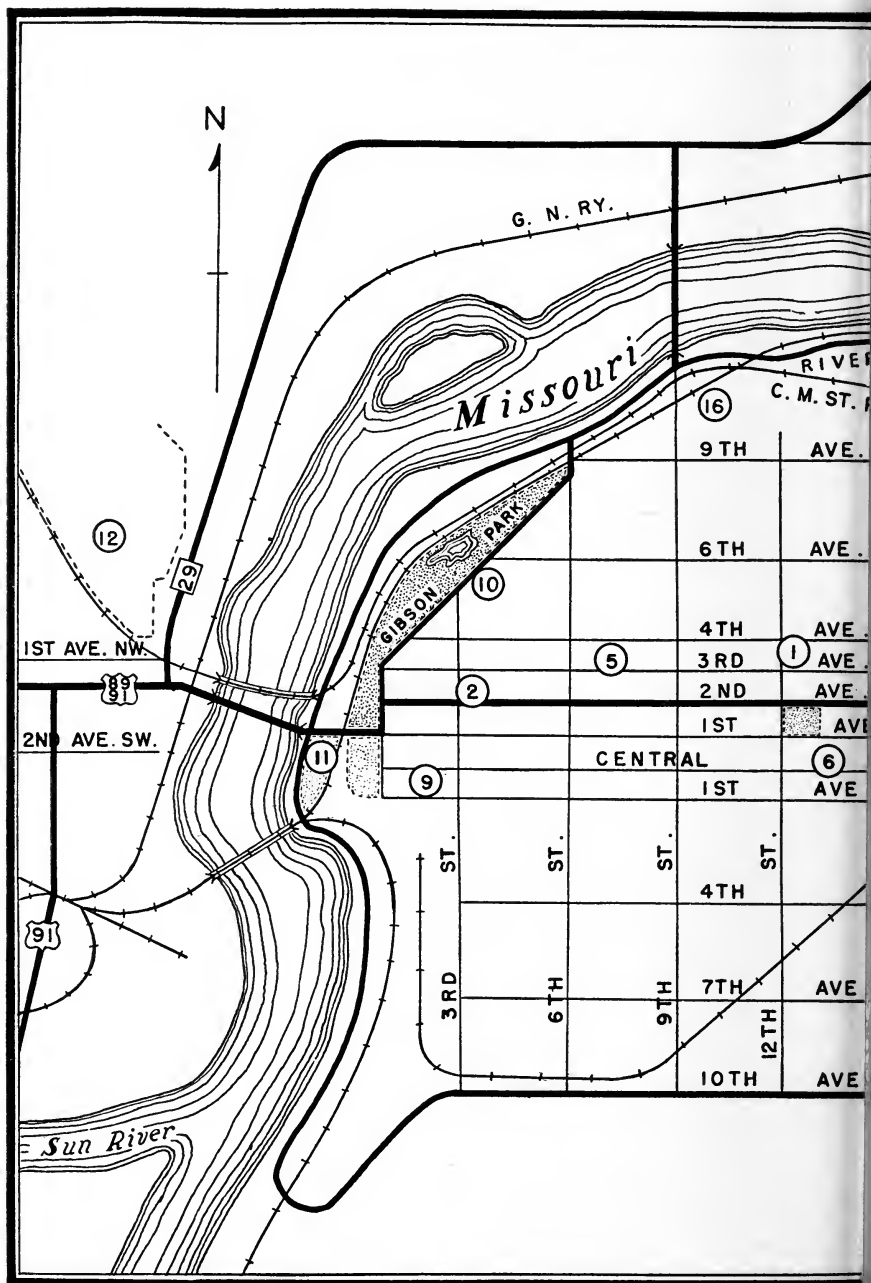 N
G. N. RY.
Missouri
RIVER
C. M. ST.
16
9TH AVE.
12
29
PARK
6TH AVE.
10
GIBSON
4TH AVE.
1ST AVE. NW.
5
1
3RD AVE.
89
91
2
2ND AVE.
1ST AVE
2ND AVE. SW.
11
CENTRAL
6
9
1ST AVE
ST.
ST.
ST.
ST.
4TH
91
3RD
6TH
9TH
12TH
7TH AVE
10TH AVE
Sun River